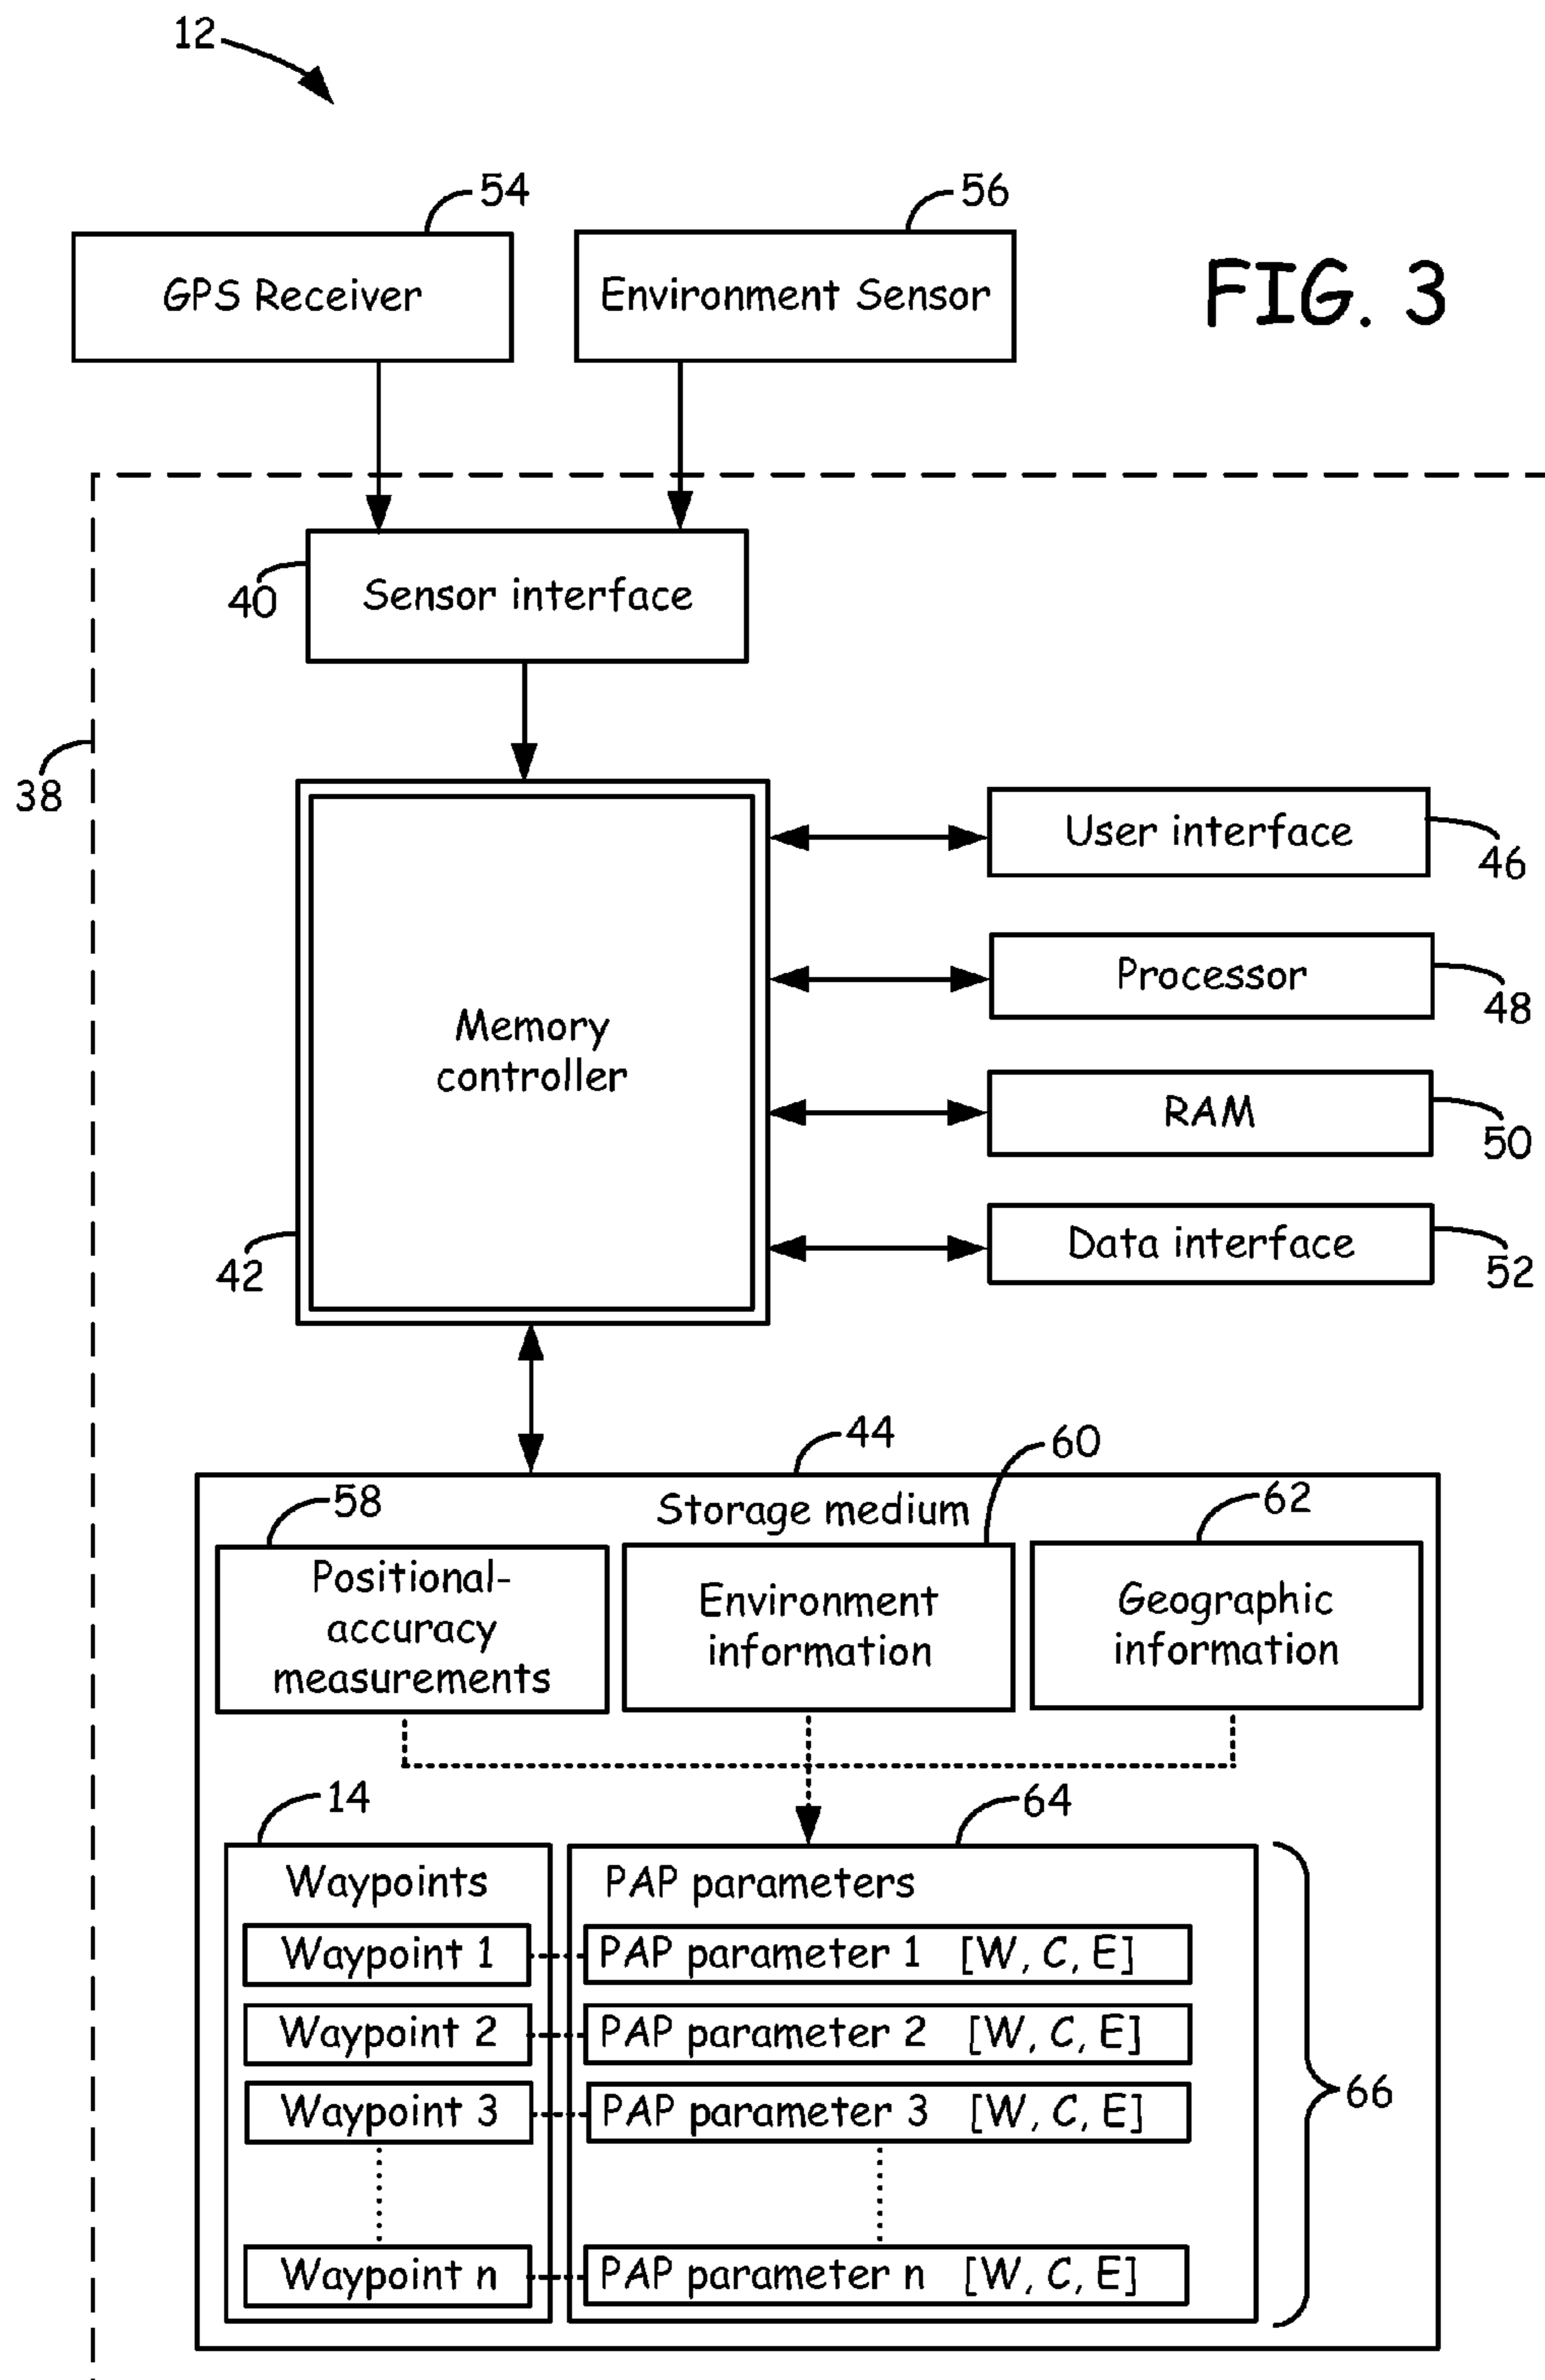 12
54
56
GPS Receiver
Environment Sensor
FIG. 3
40
Sensor interface
38
User interface
46
Processor
48
Memory
controller
RAM
50
Data interface
52
42
44
60
58
Storage medium
62
Positional-
accuracy
measurements
Environment
information
Geographic
information
14
64
Waypoints
PAP parameters
Waypoint 1
PAP parameter 1 [W, C, E]
Waypoint 2
PAP parameter 2 [W, C, E]
Waypoint 3
PAP parameter 3 [W, C, E]
66
Waypoint n
PAP parameter n [W, C, E]